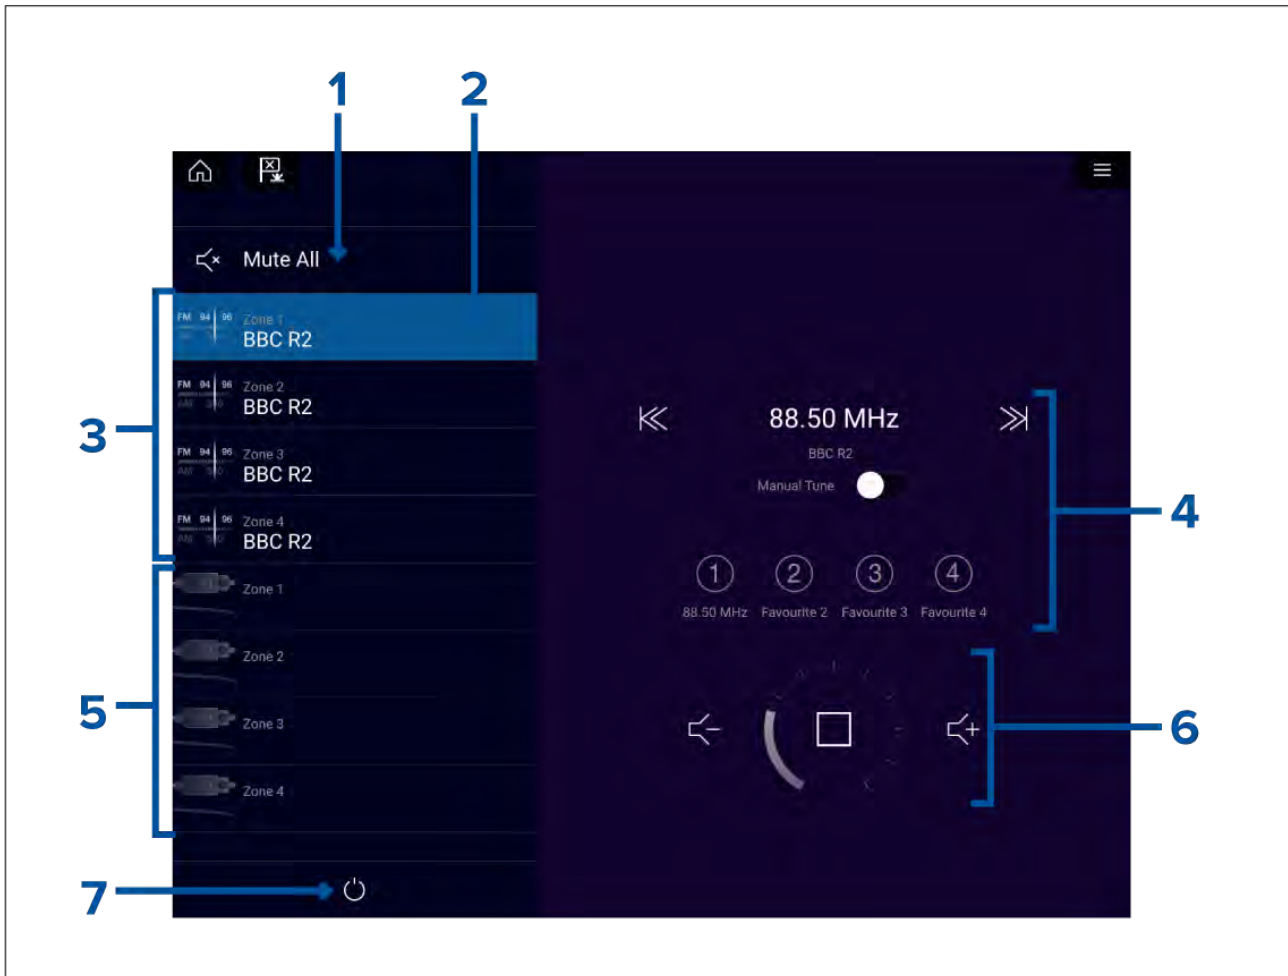 1 2
Mute All
FM 94 96 Zone 1
BBC R2
FM 94 96 Zone 2
AM
BBC R2
FM 94 96 Zone 3
AM
BBC R2
FM 94 96 Zone 4
AM
BBC R2
3
Zone 1
Zone 2
Zone 3
Zone 4
5
7
88.50 MHz
BBC R2
Manual Tune
1 2 3 4
88.50 MHz Favourite 2 Favourite 3 Favourite 4
4
6